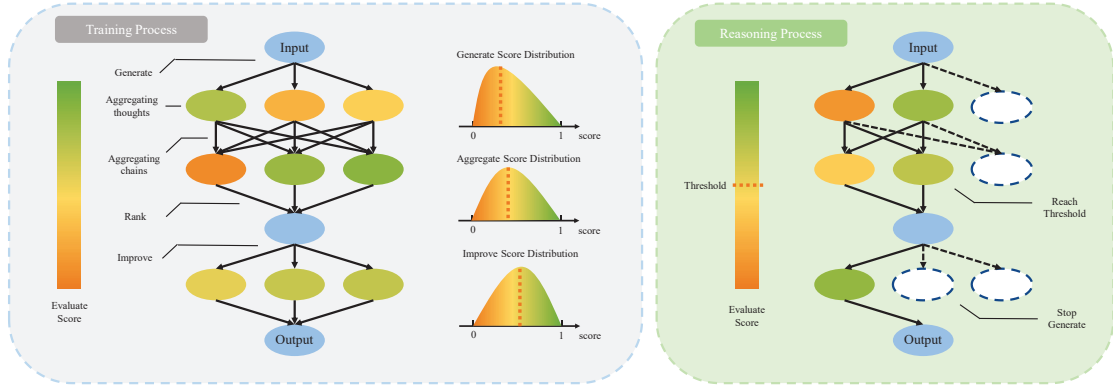 Training Process
Input
Generate
Aggregating
thoughts
Aggregating
chains
Rank
Improve
Evaluate
Score
Output
Generate Score Distribution
0
1
score
Aggregate Score Distribution
0
1
score
Improve Score Distribution
0
1
score
Reasoning Process
Input
Threshold
Reach
Threshold
Evaluate
Score
Stop
Generate
Output